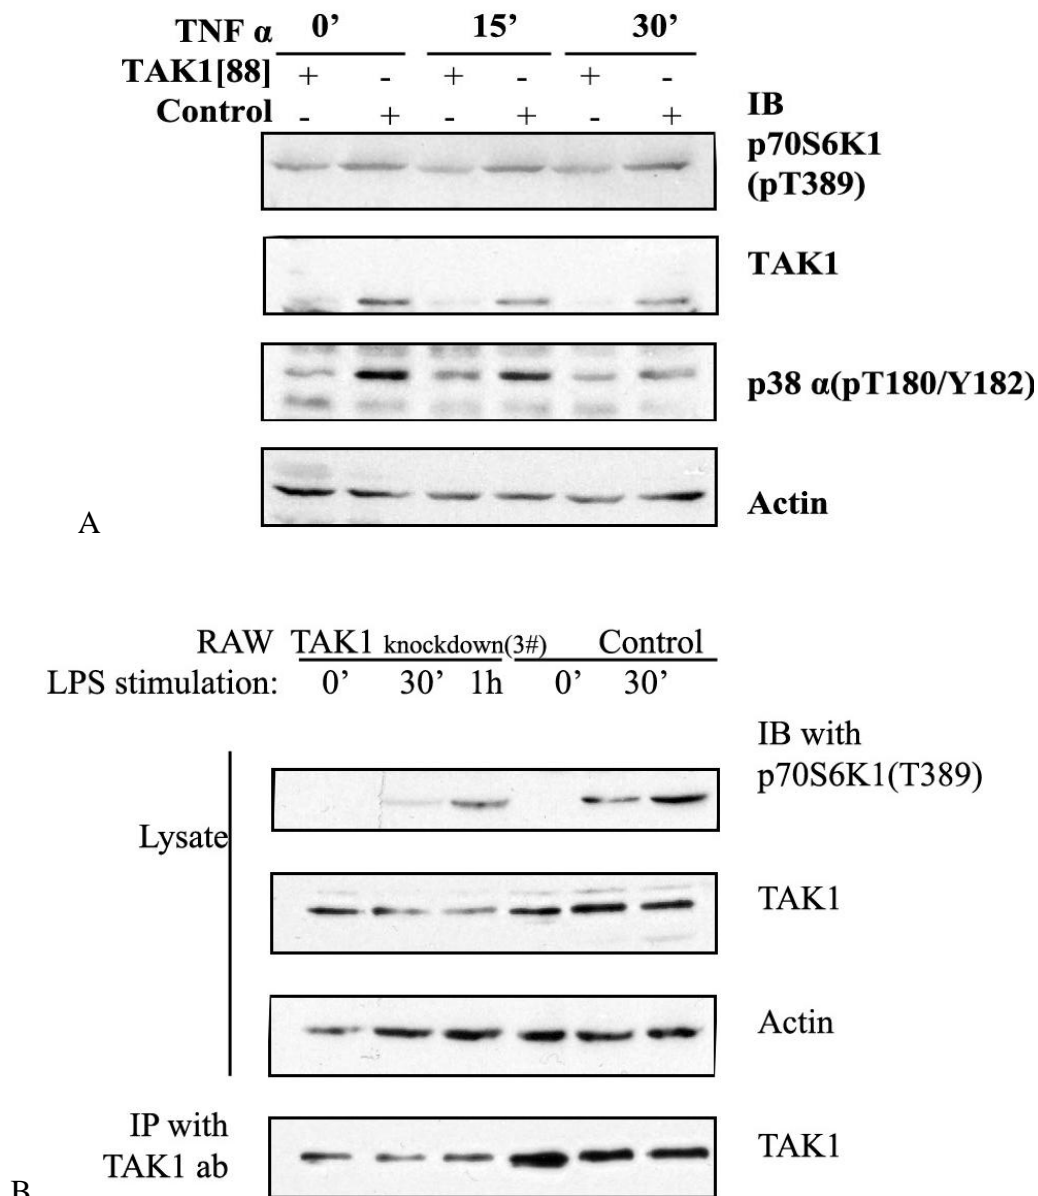 TNF α 0’ 15’ 30’
TAK1[88] + - + - + -
Control - + - + - +
IB
p70S6K1
(pT389)
TAK1
p38 α(pT180/Y182)
Actin
A
RAW TAK1 knockdown(3#) Control
LPS stimulation: 0’ 30’ 1h 0’ 30’
IB with
p70S6K1(T389)
Lysate
TAK1
Actin
IP with
TAK1 ab
TAK1
B